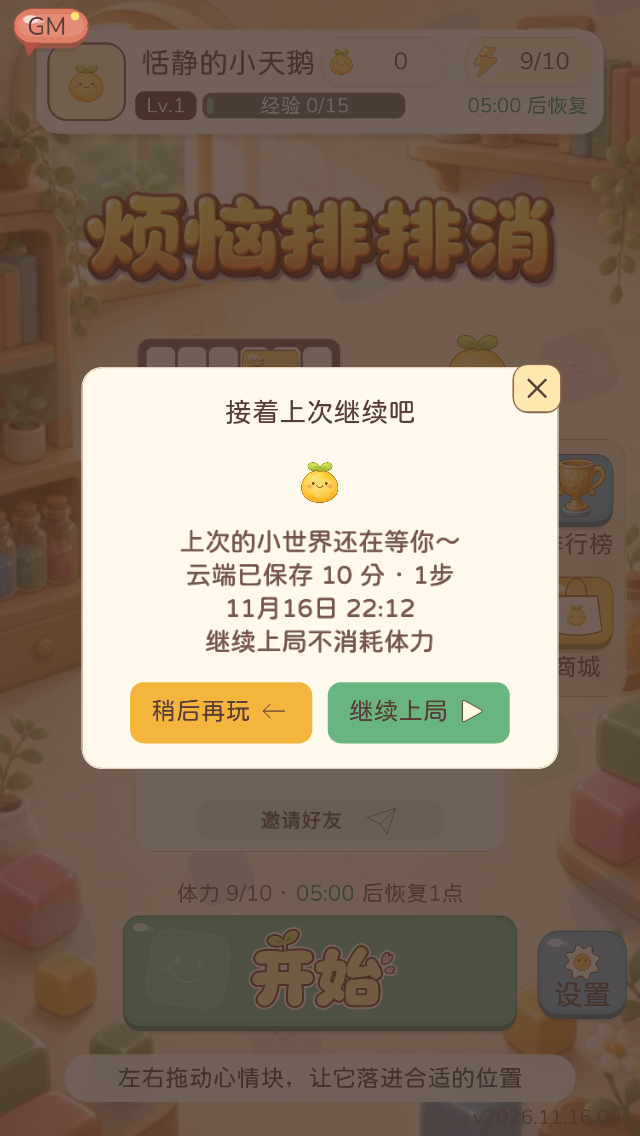 GM
恬静的小天鹅
0
9/10
Lv.1
经验 0/15
05:00 后恢复
烦恼排排消
接着上次继续吧
上次的小世界还在等你～
云端已保存 10 分 · 1步
11月16日 22:12
继续上局不消耗体力
稍后再玩
继续上局
排行榜
商城
邀请好友
体力 9/10 · 05:00 后恢复1点
开始
设置
左右拖动心情块，让它落进合适的位置
v2026.11.16.03